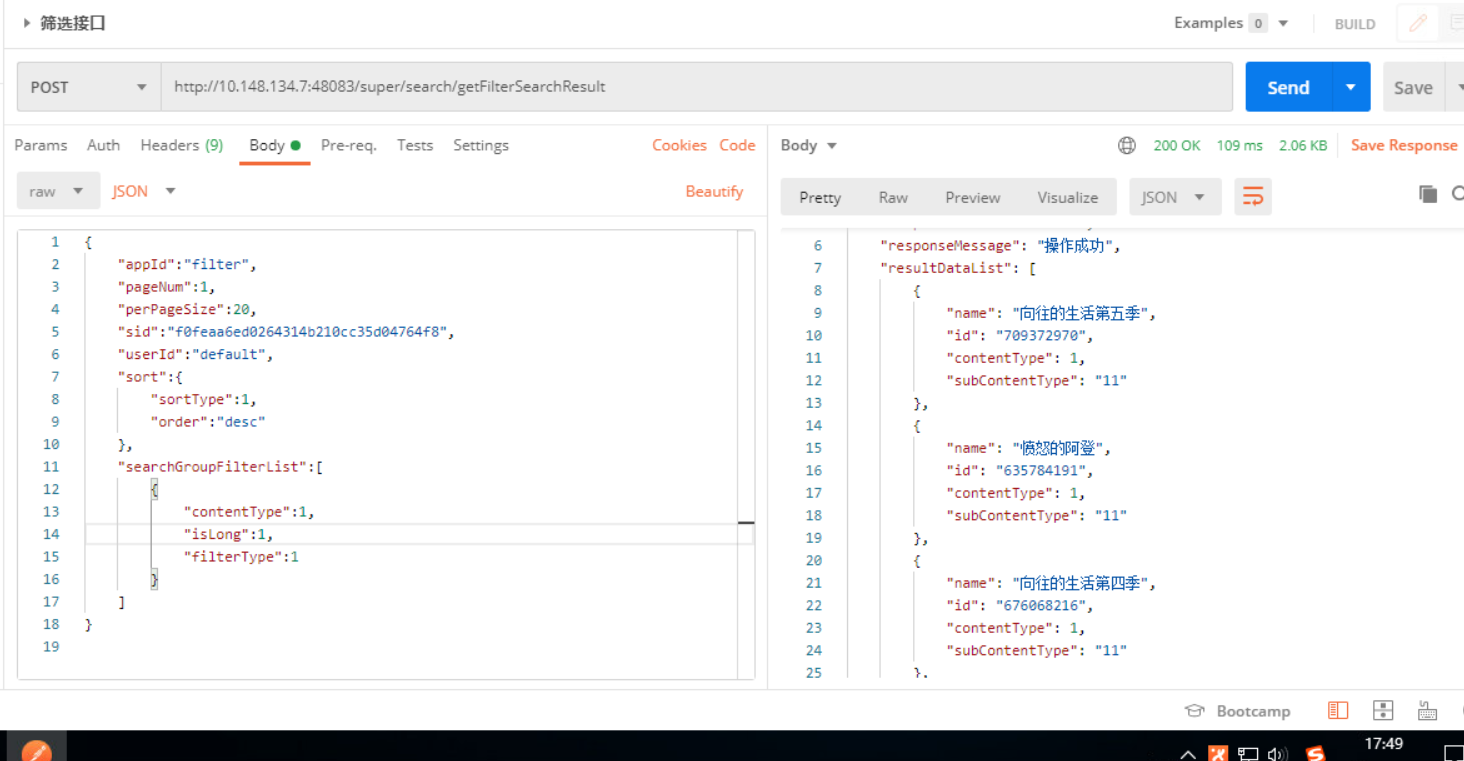 筛选接口
Examples 0
BUILD
POST
http://10.148.134.7:48083/super/search/getFilterSearchResult
Send
Save
Params Auth Headers (9) Body Pre-req. Tests Settings Cookies Code
raw JSON Beautify
1 {
2 "appId":"filter",
3 "pageNum":1,
4 "perPageSize":20,
5 "sid":"f0feaa6ed0264314b210cc35d04764f8",
6 "userId":"default",
7 "sort":{
8 "sortType":1,
9 "order":"desc"
10 },
11 "searchGroupFilterList":[
12 {
13 "contentType":1,
14 "isLong":1,
15 "filterType":1
16 }
17 ]
18 }
19
Body 200 OK 109 ms 2.06 KB Save Response
Pretty Raw Preview Visualize JSON
6 "responseMessage": "操作成功",
7 "resultDataList": [
8 {
9 "name": "向往的生活第五季",
10 "id": "709372970",
11 "contentType": 1,
12 "subContentType": "11"
13 },
14 {
15 "name": "愤怒的阿登",
16 "id": "635784191",
17 "contentType": 1,
18 "subContentType": "11"
19 },
20 {
21 "name": "向往的生活第四季",
22 "id": "676068216",
23 "contentType": 1,
24 "subContentType": "11"
25 },
Bootcamp
17:49